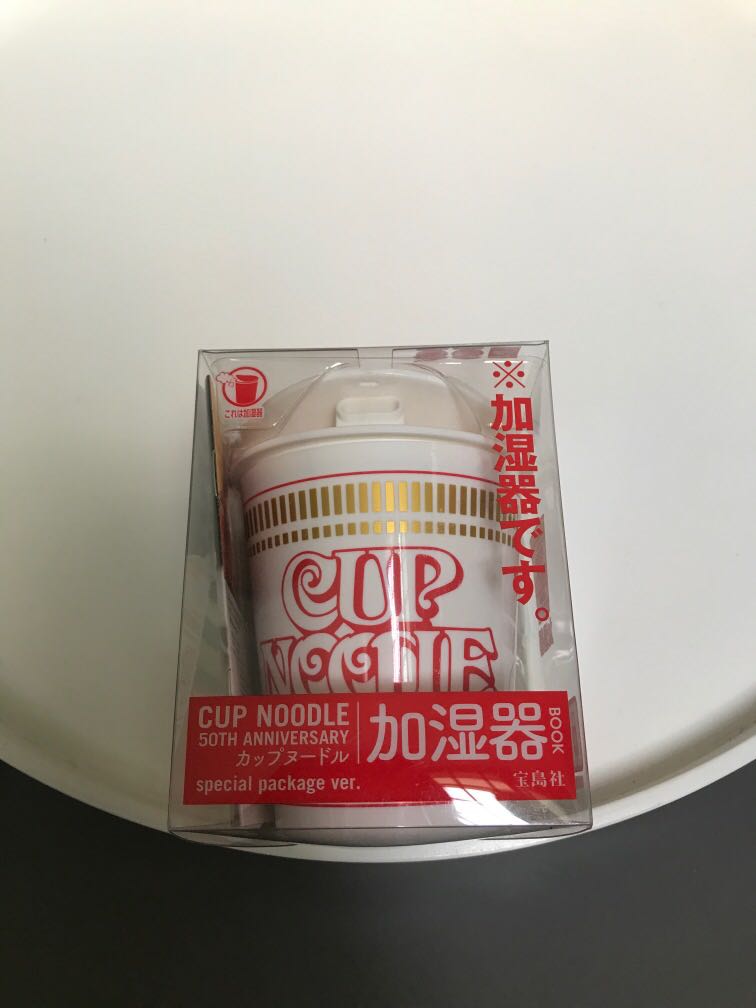 これは加湿器
※加湿器です。
CUP
NOODLE
CUP NOODLE
50TH ANNIVERSARY
カップヌードル
special package ver.
加湿器
BOOK
宝島社